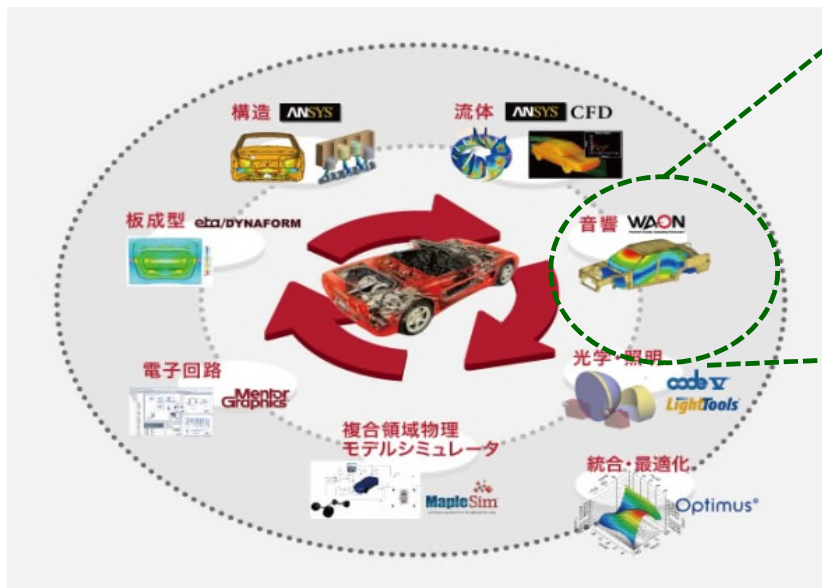 構造 ANSYS
流体 ANSYS CFD
板成型 eta/DYNAFORM
音響 WAON
電子回路 Mentor
Graphics
光学・照明 CODE V
LightTools
複合領域物理
モデルシミュレータ
MapleSim
統合・最適化
Optimus®